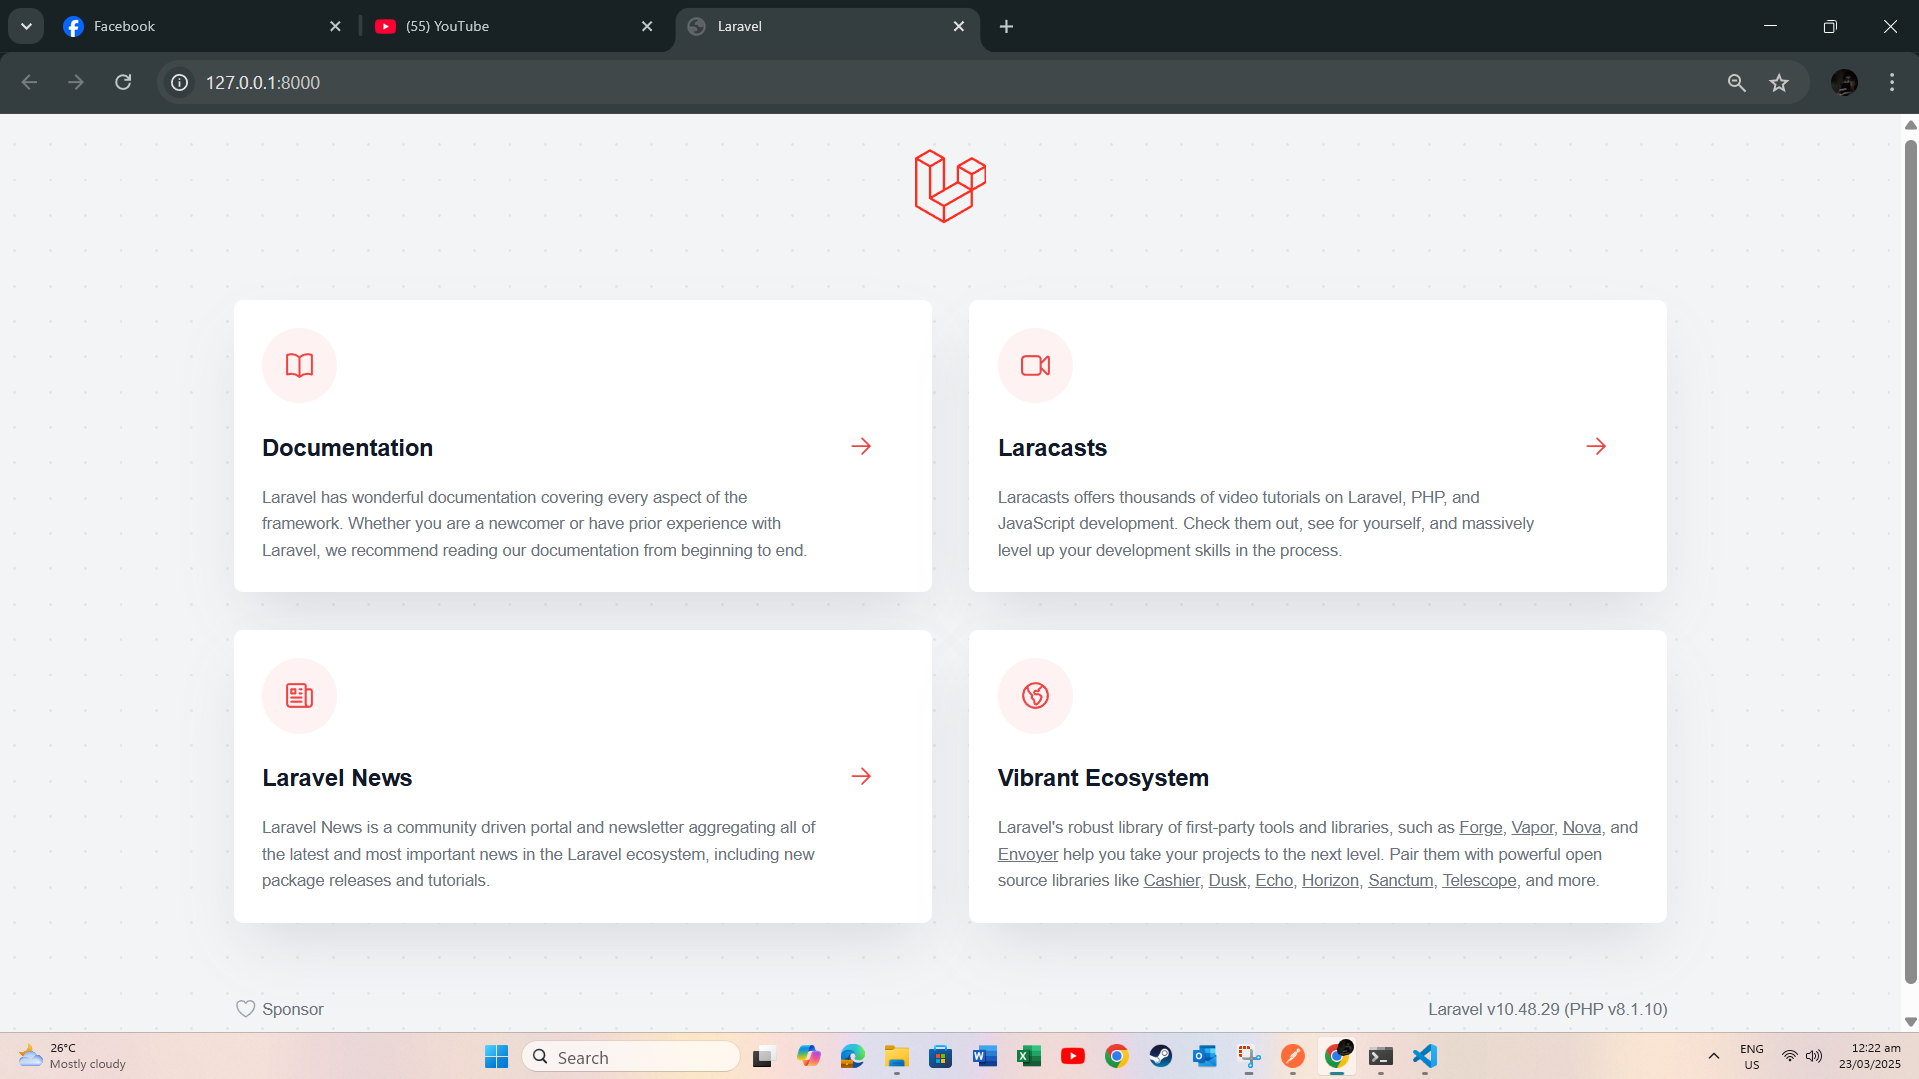 Facebook
(55) YouTube
Laravel
127.0.0.1:8000
Documentation
Laravel has wonderful documentation covering every aspect of the
framework. Whether you are a newcomer or have prior experience with
Laravel, we recommend reading our documentation from beginning to end.
Laracasts
Laracasts offers thousands of video tutorials on Laravel, PHP, and
JavaScript development. Check them out, see for yourself, and massively
level up your development skills in the process.
Laravel News
Laravel News is a community driven portal and newsletter aggregating all of
the latest and most important news in the Laravel ecosystem, including new
package releases and tutorials.
Vibrant Ecosystem
Laravel's robust library of first-party tools and libraries, such as Forge, Vapor, Nova, and
Envoyer help you take your projects to the next level. Pair them with powerful open
source libraries like Cashier, Dusk, Echo, Horizon, Sanctum, Telescope, and more.
Sponsor
Laravel v10.48.29 (PHP v8.1.10)
26°C
Mostly cloudy
Search
ENG
US
12:22 am
23/03/2025